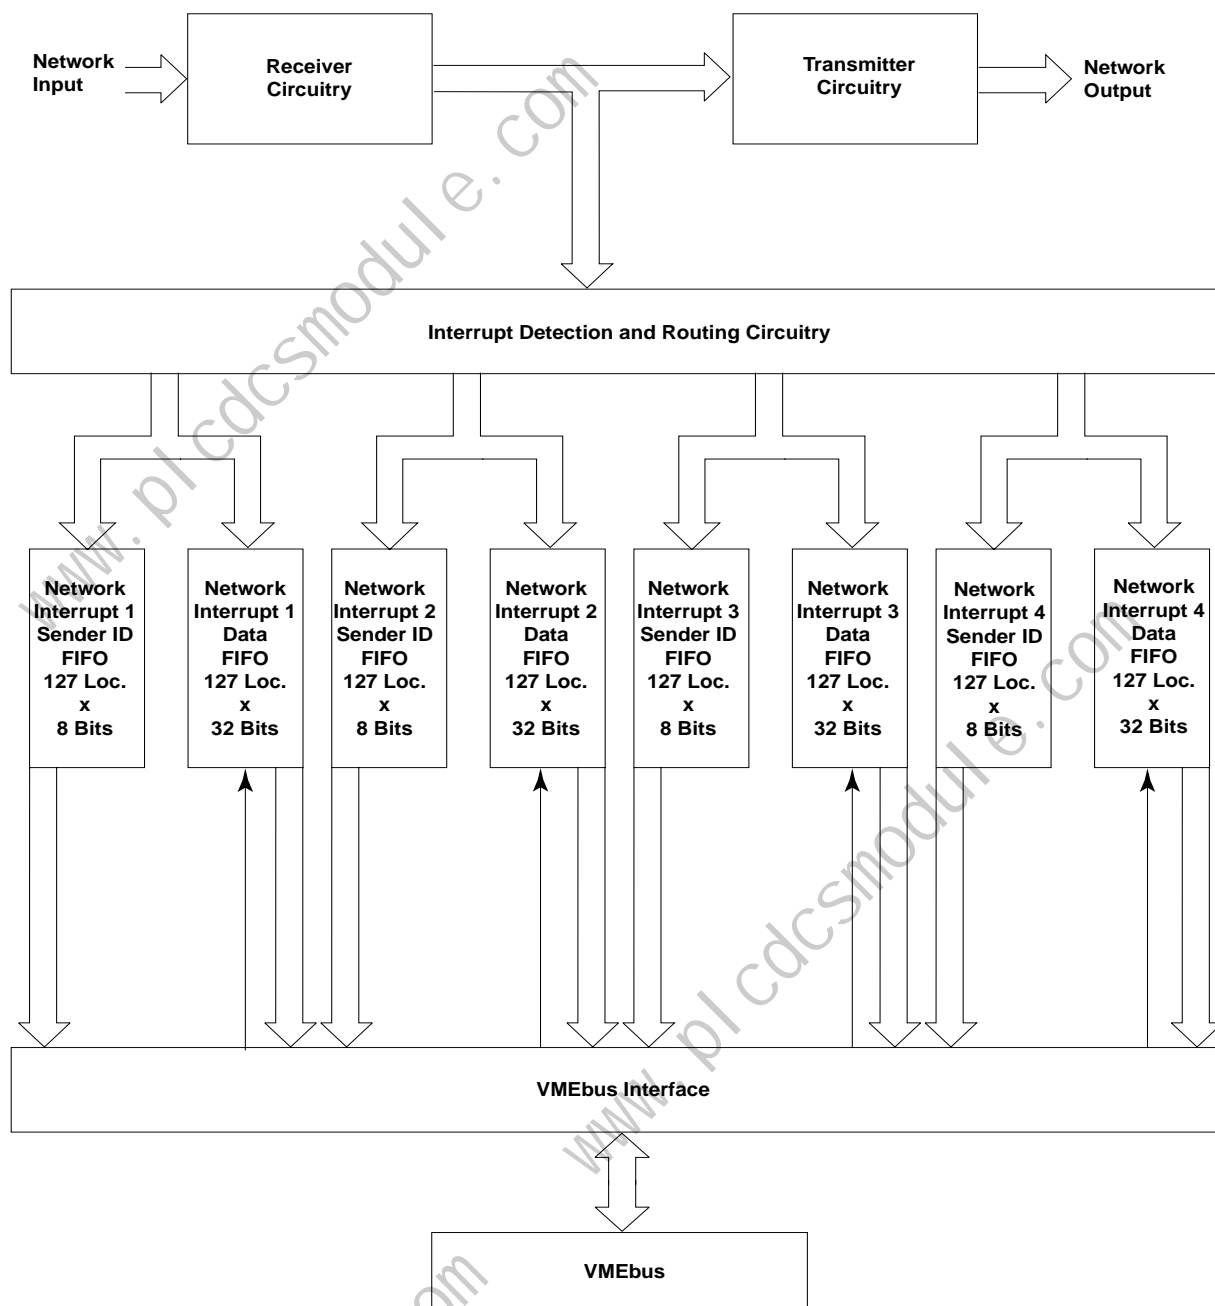 Network
Input
Receiver
Circuitry
Transmitter
Circuitry
Network
Output
Interrupt Detection and Routing Circuitry
Network
Interrupt 1
Sender ID
FIFO
127 Loc.
x
8 Bits
Network
Interrupt 1
Data
FIFO
127 Loc.
x
32 Bits
Network
Interrupt 2
Sender ID
FIFO
127 Loc.
x
8 Bits
Network
Interrupt 2
Data
FIFO
127 Loc.
x
32 Bits
Network
Interrupt 3
Sender ID
FIFO
127 Loc.
x
8 Bits
Network
Interrupt 3
Data
FIFO
127 Loc.
x
32 Bits
Network
Interrupt 4
Sender ID
FIFO
127 Loc.
x
8 Bits
Network
Interrupt 4
Data
FIFO
127 Loc.
x
32 Bits
VMEbus Interface
VMEbus
www.plcdcsmodule.com
www.plcdcsmodule.com
com